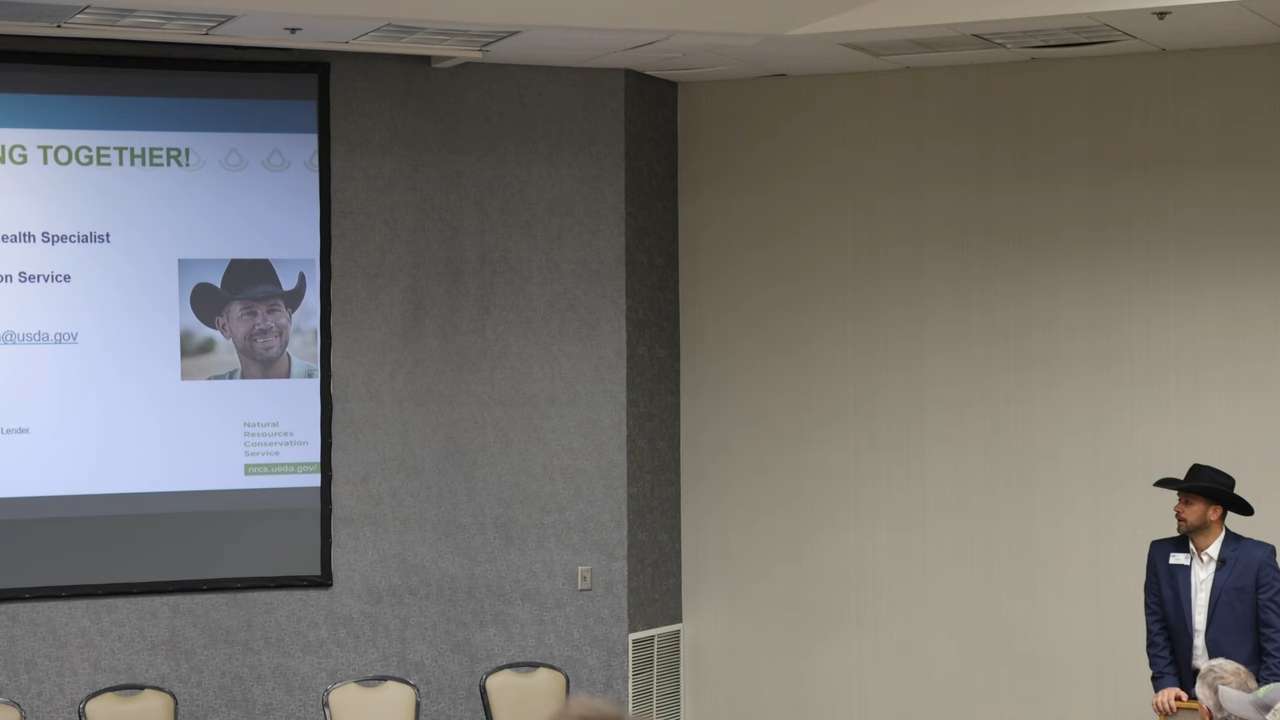 NG TOGETHER!
ealth Specialist
on Service
@usda.gov
Lender.
Natural
Resources
Conservation
Service
nrcs.usda.gov/